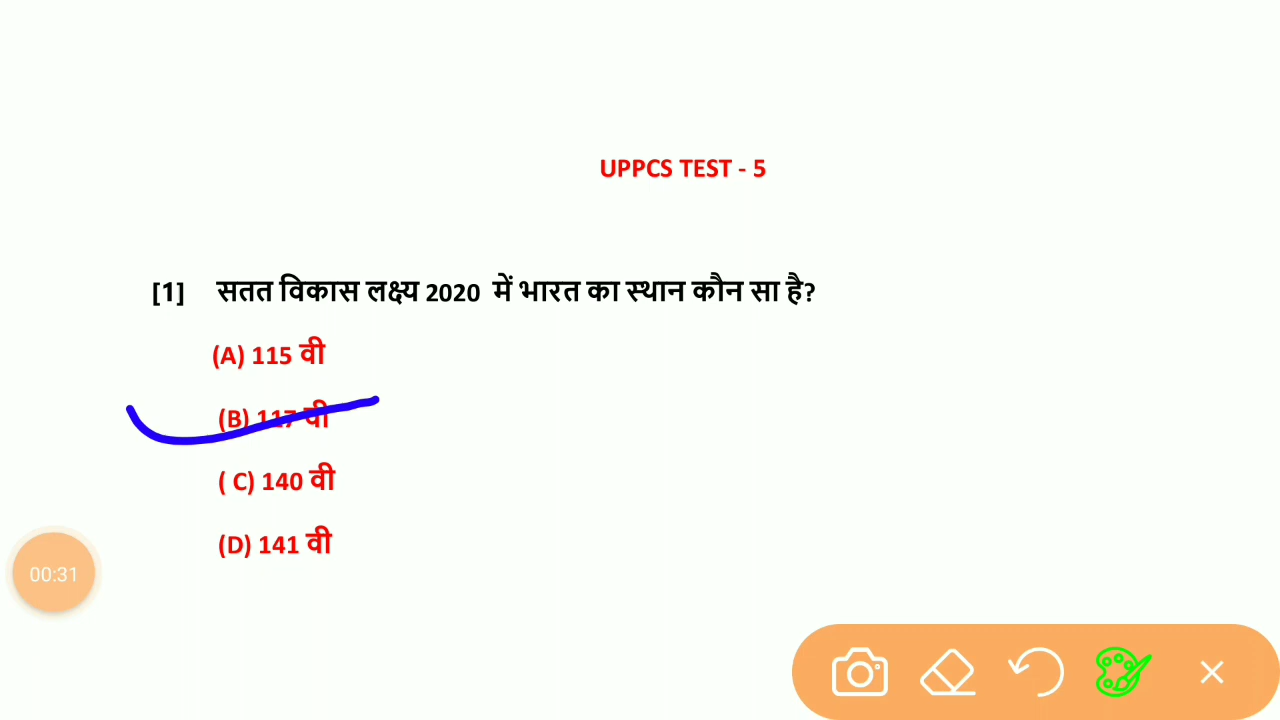 UPPCS TEST - 5
[1] सतत विकास लक्ष्य 2020 में भारत का स्थान कौन सा है?
(A) 115 वी
(B) 117 वी
( C) 140 वी
(D) 141 वी
00:31